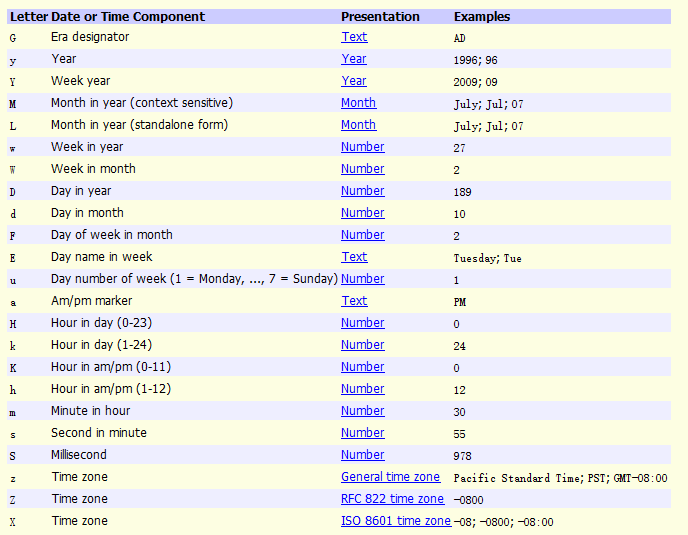 Letter Date or Time Component Presentation Examples
G Era designator Text AD
y Year Year 1996; 96
Y Week year Year 2009; 09
M Month in year (context sensitive) Month July; Jul; 07
L Month in year (standalone form) Month July; Jul; 07
w Week in year Number 27
W Week in month Number 2
D Day in year Number 189
d Day in month Number 10
F Day of week in month Number 2
E Day name in week Text Tuesday; Tue
u Day number of week (1 = Monday, ..., 7 = Sunday) Number 1
a Am/pm marker Text PM
H Hour in day (0-23) Number 0
k Hour in day (1-24) Number 24
K Hour in am/pm (0-11) Number 0
h Hour in am/pm (1-12) Number 12
m Minute in hour Number 30
s Second in minute Number 55
S Millisecond Number 978
z Time zone General time zone Pacific Standard Time; PST; GMT-08:00
Z Time zone RFC 822 time zone -0800
X Time zone ISO 8601 time zone -08; -0800; -08:00